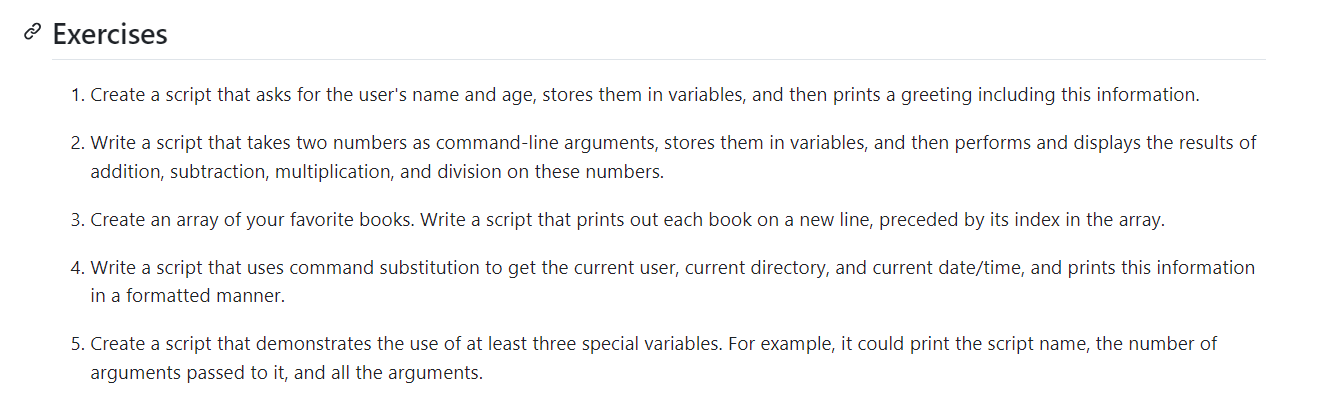 Exercises
1. Create a script that asks for the user's name and age, stores them in variables, and then prints a greeting including this information.
2. Write a script that takes two numbers as command-line arguments, stores them in variables, and then performs and displays the results of
addition, subtraction, multiplication, and division on these numbers.
3. Create an array of your favorite books. Write a script that prints out each book on a new line, preceded by its index in the array.
4. Write a script that uses command substitution to get the current user, current directory, and current date/time, and prints this information
in a formatted manner.
5. Create a script that demonstrates the use of at least three special variables. For example, it could print the script name, the number of
arguments passed to it, and all the arguments.